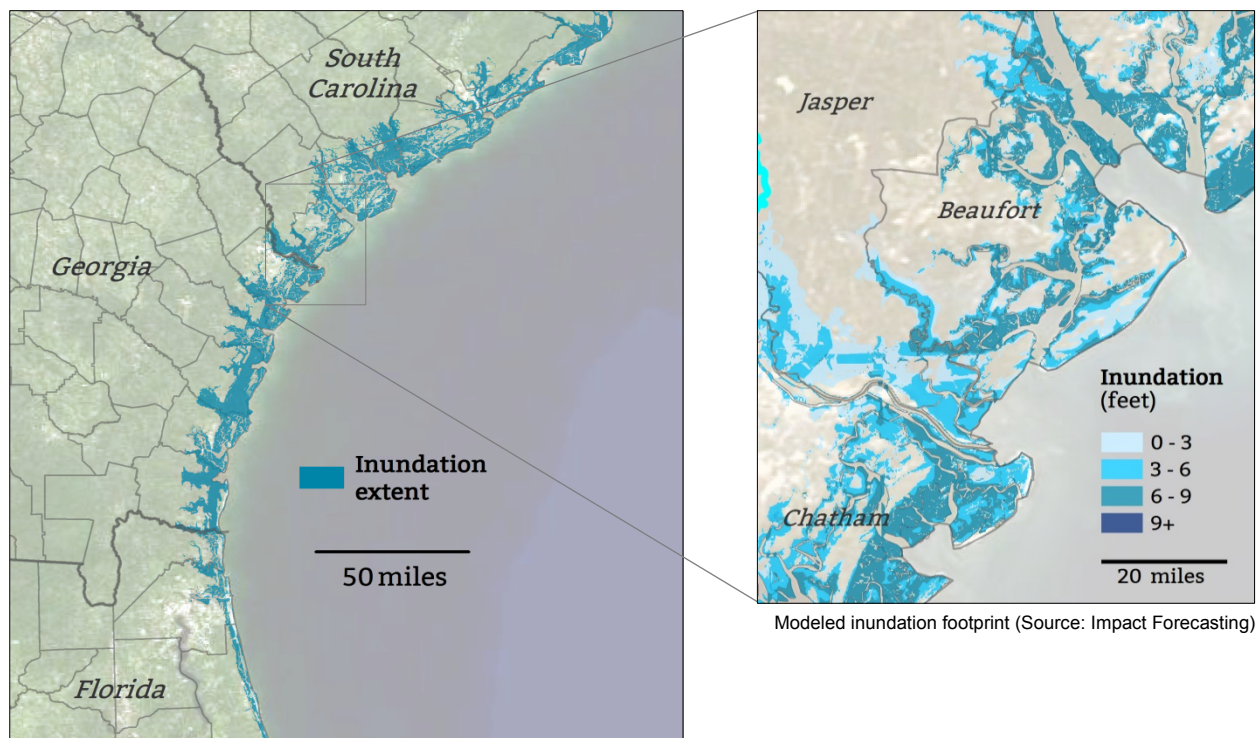 South
Carolina
Georgia
Inundation
extent
50 miles
Florida
Jasper
Beaufort
Chatham
Inundation
(feet)
0 - 3
3 - 6
6 - 9
9+
20 miles
Modeled inundation footprint (Source: Impact Forecasting)